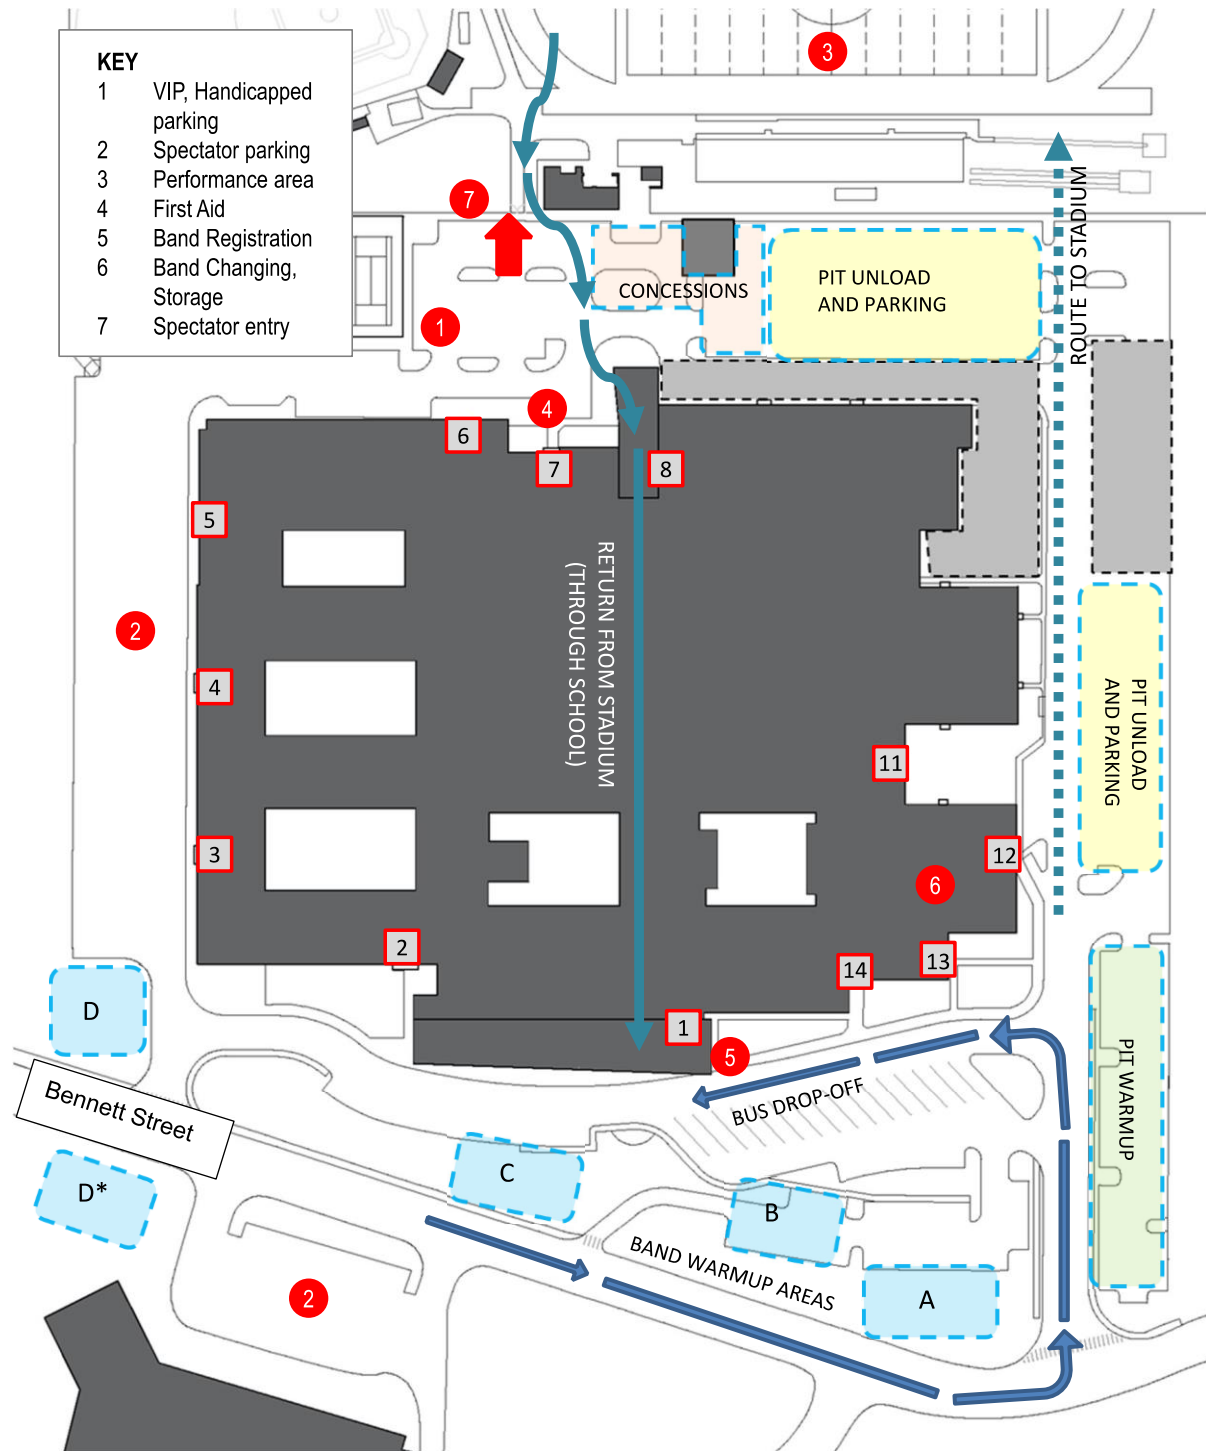 KEY
1 VIP, Handicapped
parking
2 Spectator parking
3 Performance area
4 First Aid
5 Band Registration
6 Band Changing,
Storage
7 Spectator entry
3
7
1
CONCESSIONS
PIT UNLOAD
AND PARKING
ROUTE TO STADIUM
4
6
7
8
5
2
RETURN FROM STADIUM
(THROUGH SCHOOL)
4
PIT UNLOAD
AND PARKING
11
3
12
6
2
14
13
D
1
5
BUS DROP-OFF
PIT WARMUP
Bennett Street
D*
C
B
BAND WARMUP AREAS
A
2